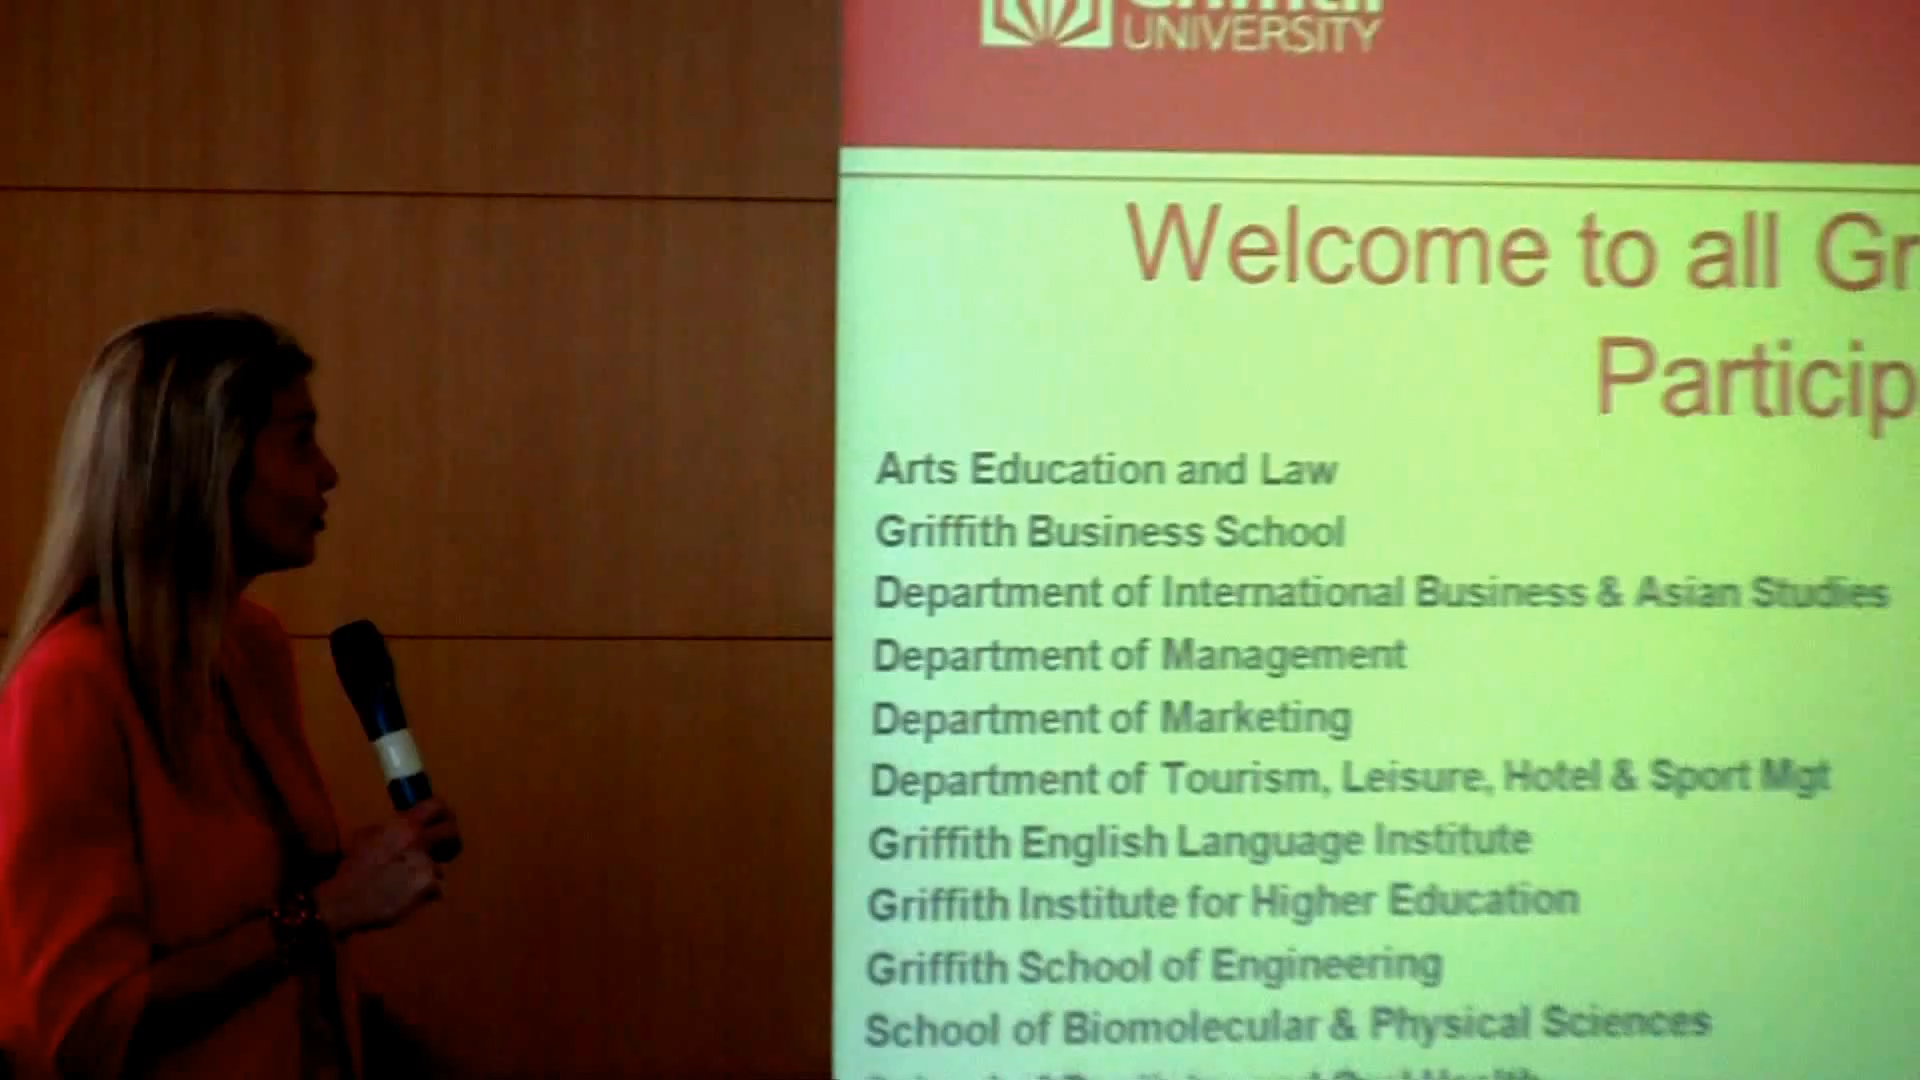 UNIVERSITY
Welcome to all Gr
Particip
Arts Education and Law
Griffith Business School
Department of International Business & Asian Studies
Department of Management
Department of Marketing
Department of Tourism, Leisure, Hotel & Sport Mgt
Griffith English Language Institute
Griffith Institute for Higher Education
Griffith School of Engineering
School of Biomolecular & Physical Sciences